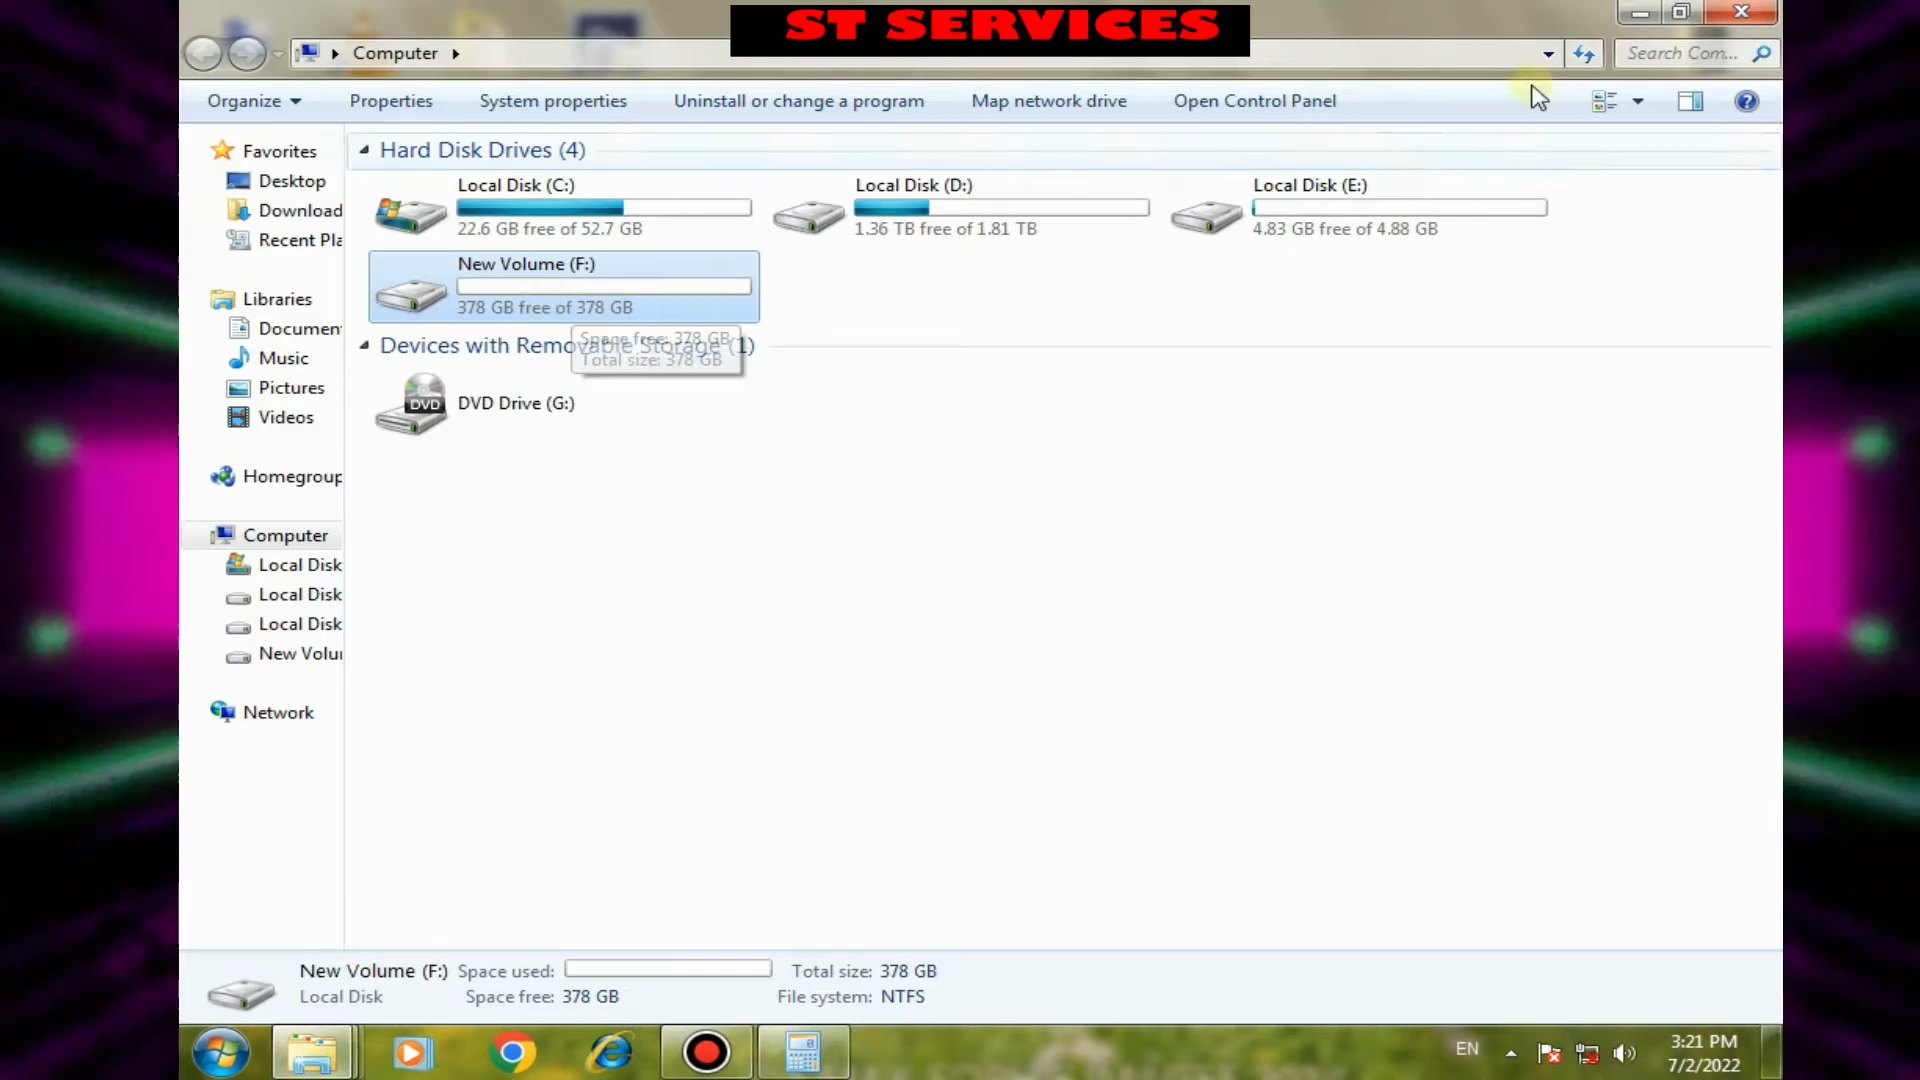 ST SERVICES
Computer
Search Com...
Organize
Properties
System properties
Uninstall or change a program
Map network drive
Open Control Panel
Favorites
Desktop
Download
Recent Pla
Libraries
Documen
Music
Pictures
Videos
Homegroup
Computer
Local Disk
Local Disk
Local Disk
New Volu
Network
Hard Disk Drives (4)
Local Disk (C:)
22.6 GB free of 52.7 GB
Local Disk (D:)
1.36 TB free of 1.81 TB
Local Disk (E:)
4.83 GB free of 4.88 GB
New Volume (F:)
378 GB free of 378 GB
Space free: 378 GB
Total size: 378 GB
Devices with Removable Storage (1)
DVD
DVD Drive (G:)
New Volume (F:) Space used: Total size: 378 GB
Local Disk Space free: 378 GB File system: NTFS
EN
3:21 PM
7/2/2022